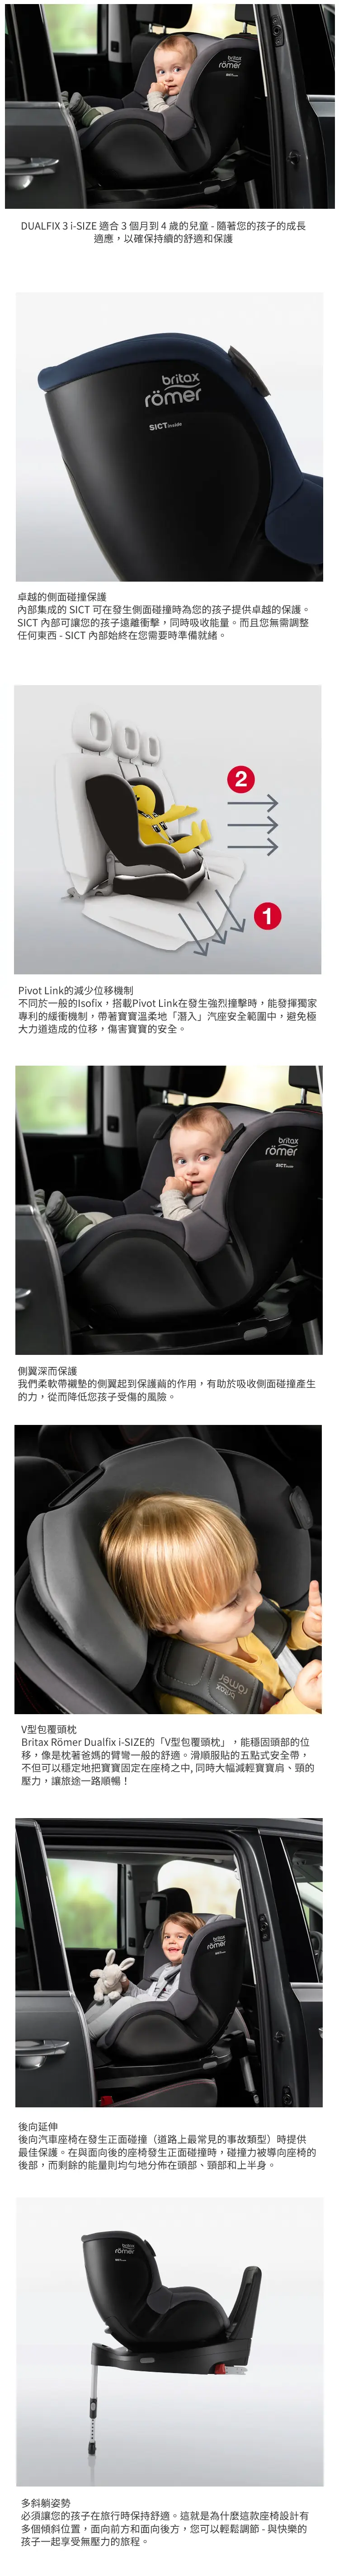 britax
römer
SICT inside
DUALFIX 3 i-SIZE 適合 3 個月到 4 歲的兒童 - 隨著您的孩子的成長
適應，以確保持續的舒適和保護
britax
römer
SICT inside
卓越的側面碰撞保護
內部集成的 SICT 可在發生側面碰撞時為您的孩子提供卓越的保護。
SICT 內部可讓您的孩子遠離衝擊，同時吸收能量。而且您無需調整
任何東西 - SICT 內部始終在您需要時準備就緒。
2
1
Pivot Link的減少位移機制
不同於一般的Isofix，搭載Pivot Link在發生強烈撞擊時，能發揮獨家
專利的緩衝機制，帶著寶寶溫柔地「潛入」汽座安全範圍中，避免極
大力道造成的位移，傷害寶寶的安全。
britax
römer
SICT inside
側翼深而保護
我們柔軟帶襯墊的側翼起到保護繭的作用，有助於吸收側面碰撞產生
的力，從而降低您孩子受傷的風險。
britax
römer
V型包覆頭枕
Britax Römer Dualfix i-SIZE的「V型包覆頭枕」，能穩固頭部的位
移，像是枕著爸媽的臂彎一般的舒適。滑順服貼的五點式安全帶，
不但可以穩定地把寶寶固定在座椅之中, 同時大幅減輕寶寶肩、頸的
壓力，讓旅途一路順暢！
britax
römer
後向延伸
後向汽車座椅在發生正面碰撞（道路上最常見的事故類型）時提供
最佳保護。在與面向後的座椅發生正面碰撞時，碰撞力被導向座椅的
後部，而剩餘的能量則均勻地分佈在頭部、頸部和上半身。
britax
römer
多斜躺姿勢
必須讓您的孩子在旅行時保持舒適。這就是為什麼這款座椅設計有
多個傾斜位置，面向前方和面向後方，您可以輕鬆調節 - 與快樂的
孩子一起享受無壓力的旅程。